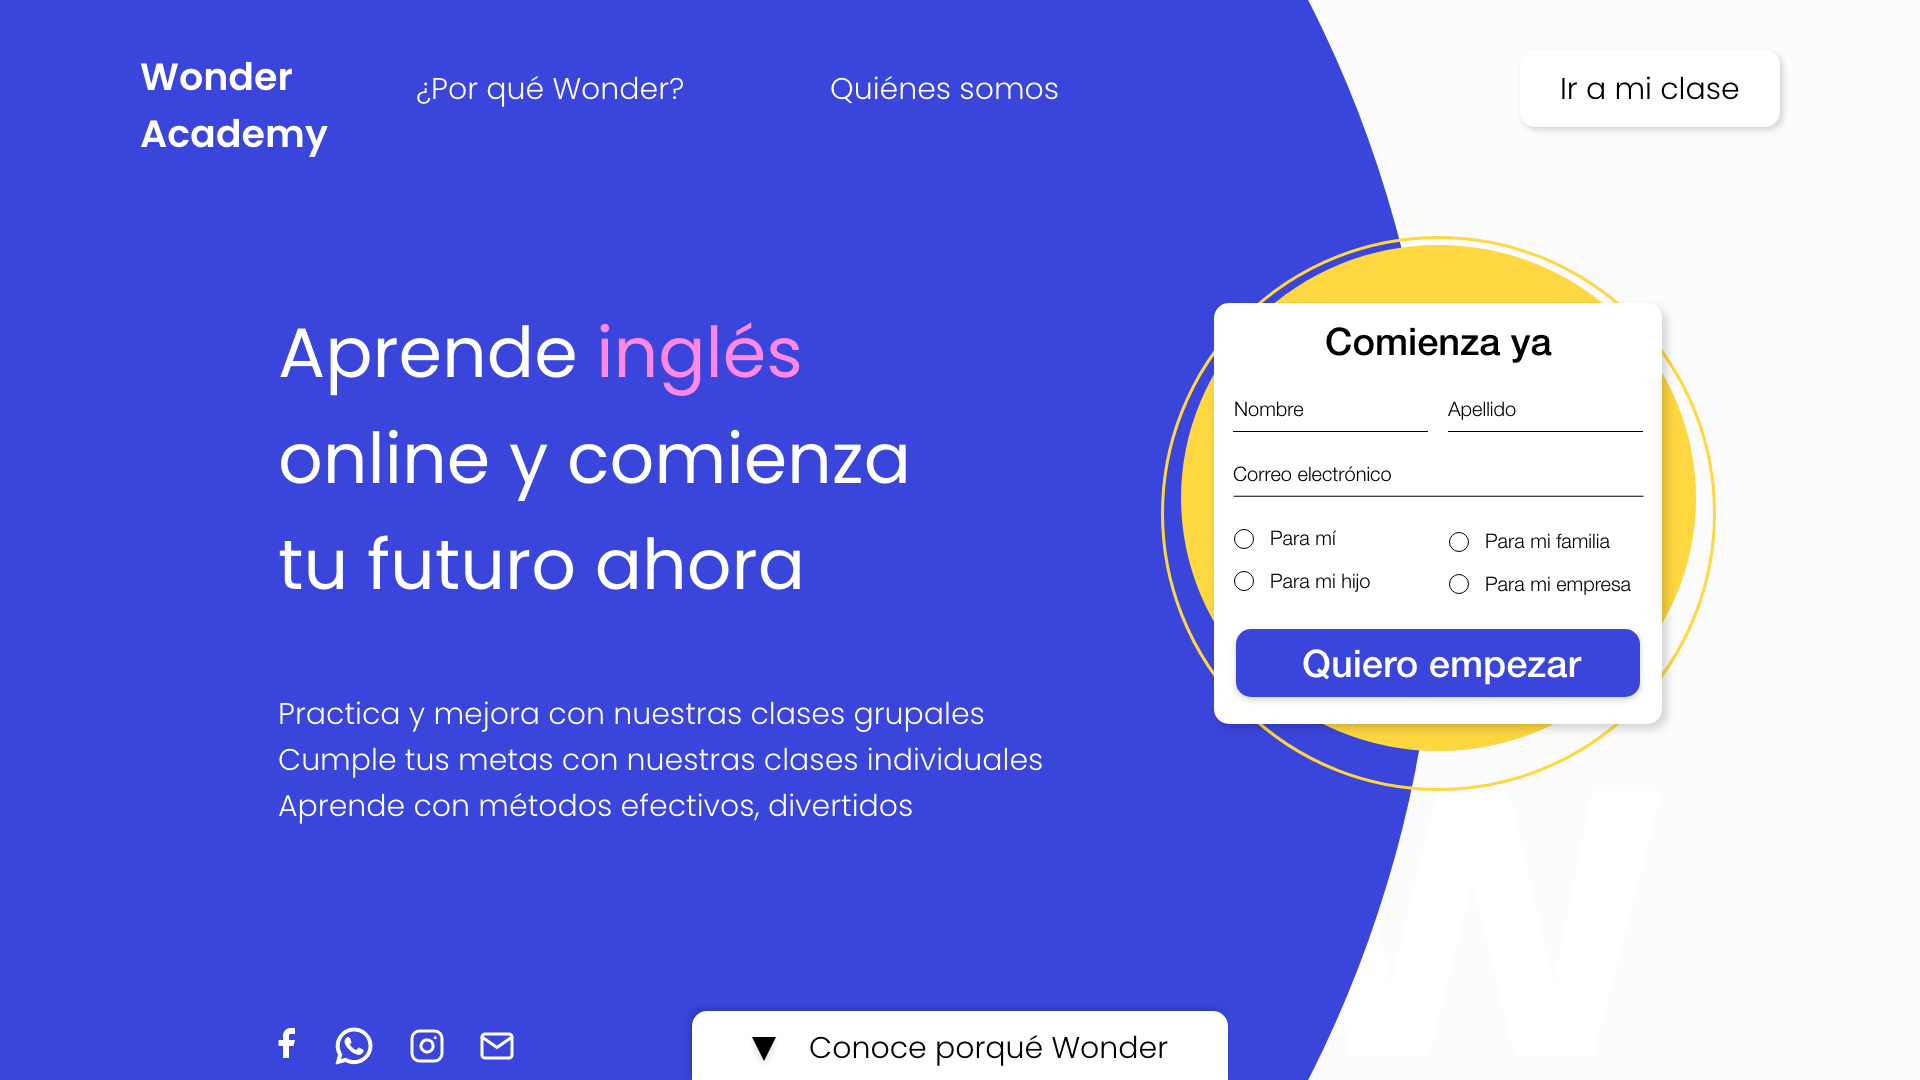 Wonder
Academy
¿Por qué Wonder?
Quiénes somos
Ir a mi clase
Aprende inglés
online y comienza
tu futuro ahora
Practica y mejora con nuestras clases grupales
Cumple tus metas con nuestras clases individuales
Aprende con métodos efectivos, divertidos
Comienza ya
Nombre
Apellido
Correo electrónico
Para mí
Para mi familia
Para mi hijo
Para mi empresa
Quiero empezar
W
▼ Conoce porqué Wonder